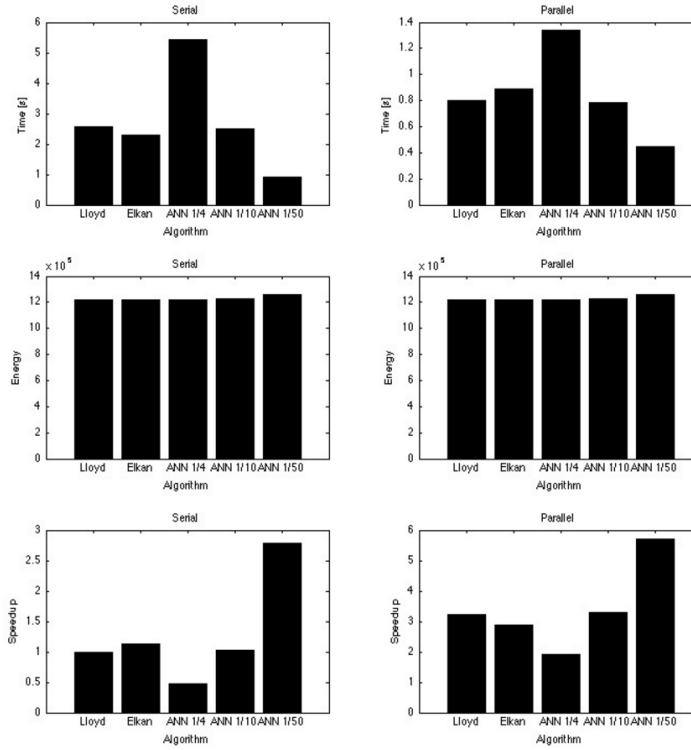 Serial
6
5
4
3
2
1
0
Time [s]
Lloyd Elkan ANN 1/4 ANN 1/10 ANN 1/50
Algorithm
Parallel
1.4
1.2
1
0.8
0.6
0.4
0.2
0
Time [s]
Lloyd Elkan ANN 1/4 ANN 1/10 ANN 1/50
Algorithm
Serial
x 10^5
14
12
10
8
6
4
2
0
Energy
Lloyd Elkan ANN 1/4 ANN 1/10 ANN 1/50
Algorithm
Parallel
x 10^5
14
12
10
8
6
4
2
0
Energy
Lloyd Elkan ANN 1/4 ANN 1/10 ANN 1/50
Algorithm
Serial
3
2.5
2
1.5
1
0.5
0
Speedup
Lloyd Elkan ANN 1/4 ANN 1/10 ANN 1/50
Algorithm
Parallel
6
5
4
3
2
1
0
Speedup
Lloyd Elkan ANN 1/4 ANN 1/10 ANN 1/50
Algorithm